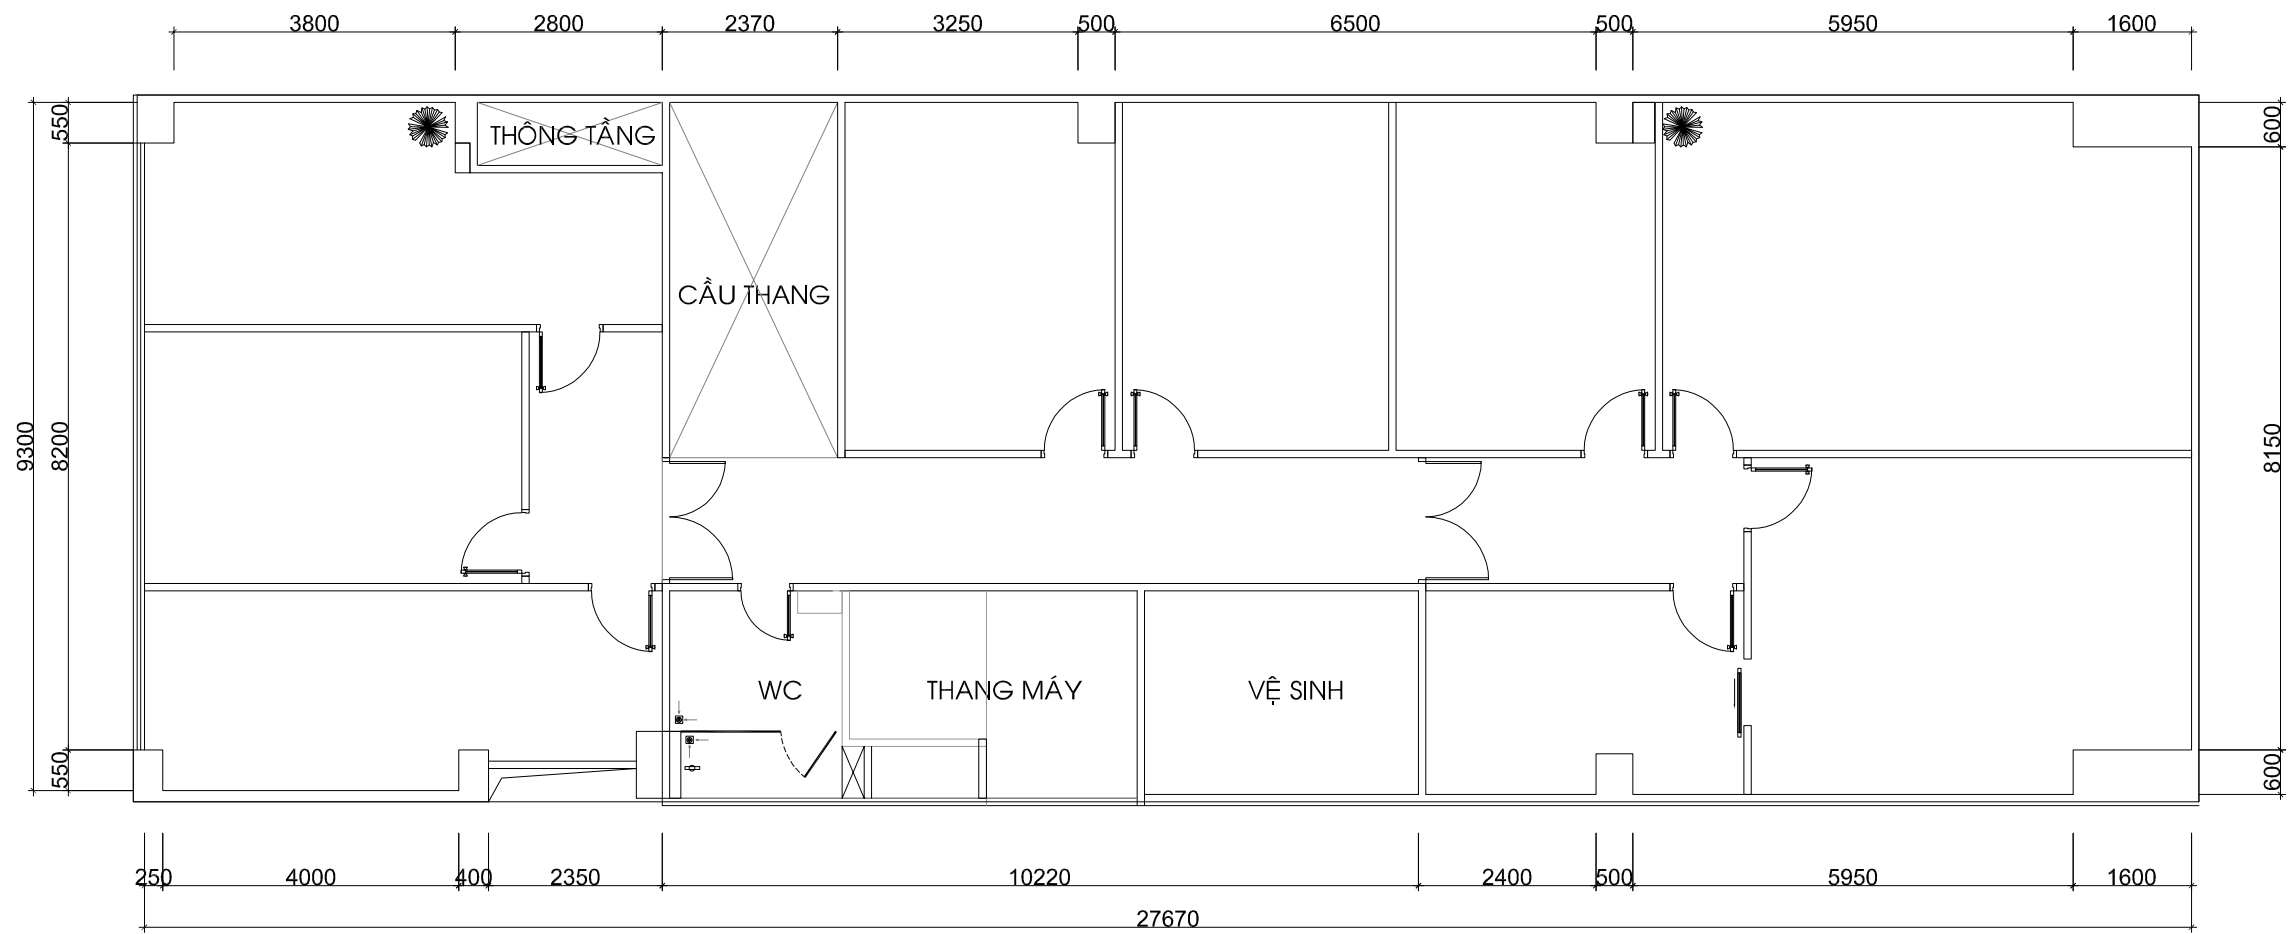 3800 2800 2370 3250 500 6500 500 5950 1600
550
600
THÔNG TẦNG
CẦU THANG
9300
8200
8150
WC
THANG MÁY
VỆ SINH
550
600
250 4000 400 2350 10220 2400 500 5950 1600
27670